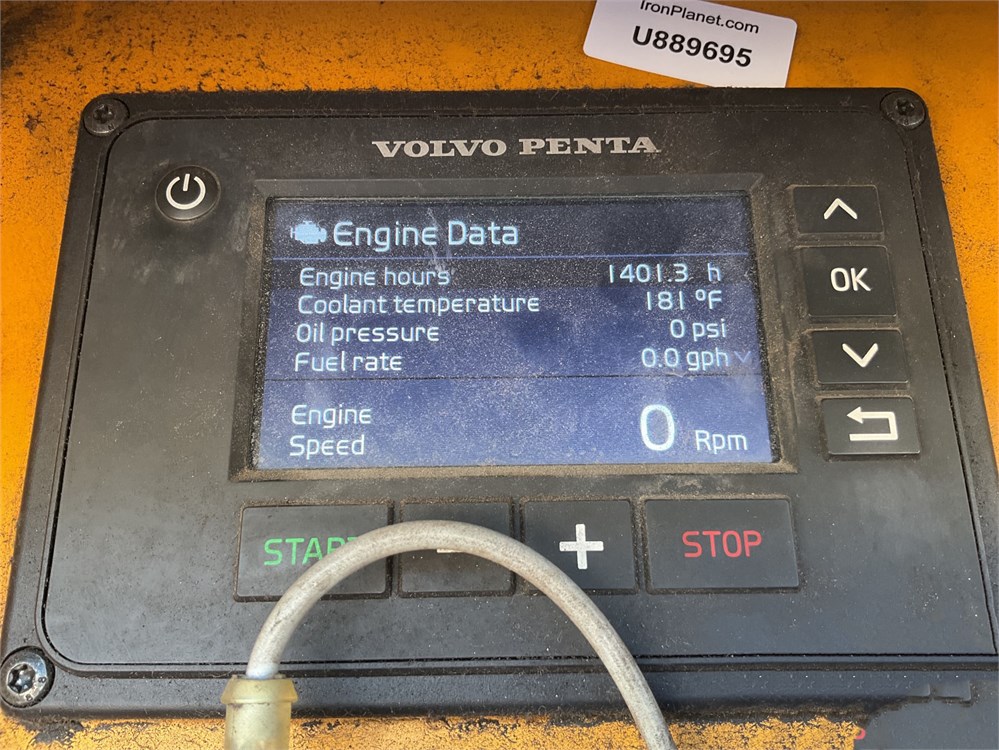 IronPlanet.com
U889695
VOLVO PENTA
Engine Data
Engine hours 1401.3 h
Coolant temperature 181 °F
Oil pressure 0 psi
Fuel rate 0.0 gph
OK
Engine
Speed 0 Rpm
START - + STOP